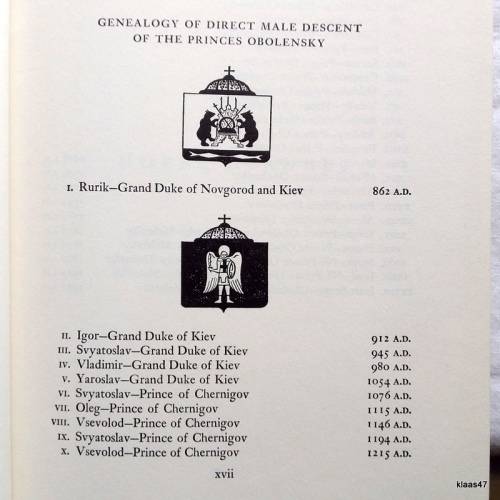 GENEALOGY OF DIRECT MALE DESCENT
OF THE PRINCES OBOLENSKY
I. Rurik—Grand Duke of Novgorod and Kiev 862 A.D.
II. Igor—Grand Duke of Kiev 912 A.D.
III. Svyatoslav—Grand Duke of Kiev 945 A.D.
IV. Vladimir—Grand Duke of Kiev 980 A.D.
V. Yaroslav—Grand Duke of Kiev 1054 A.D.
VI. Svyatoslav—Prince of Chernigov 1076 A.D.
VII. Oleg—Prince of Chernigov 1115 A.D.
VIII. Vsevolod—Prince of Chernigov 1146 A.D.
IX. Svyatoslav—Prince of Chernigov 1194 A.D.
X. Vsevolod—Prince of Chernigov 1215 A.D.
xvii
klaas47